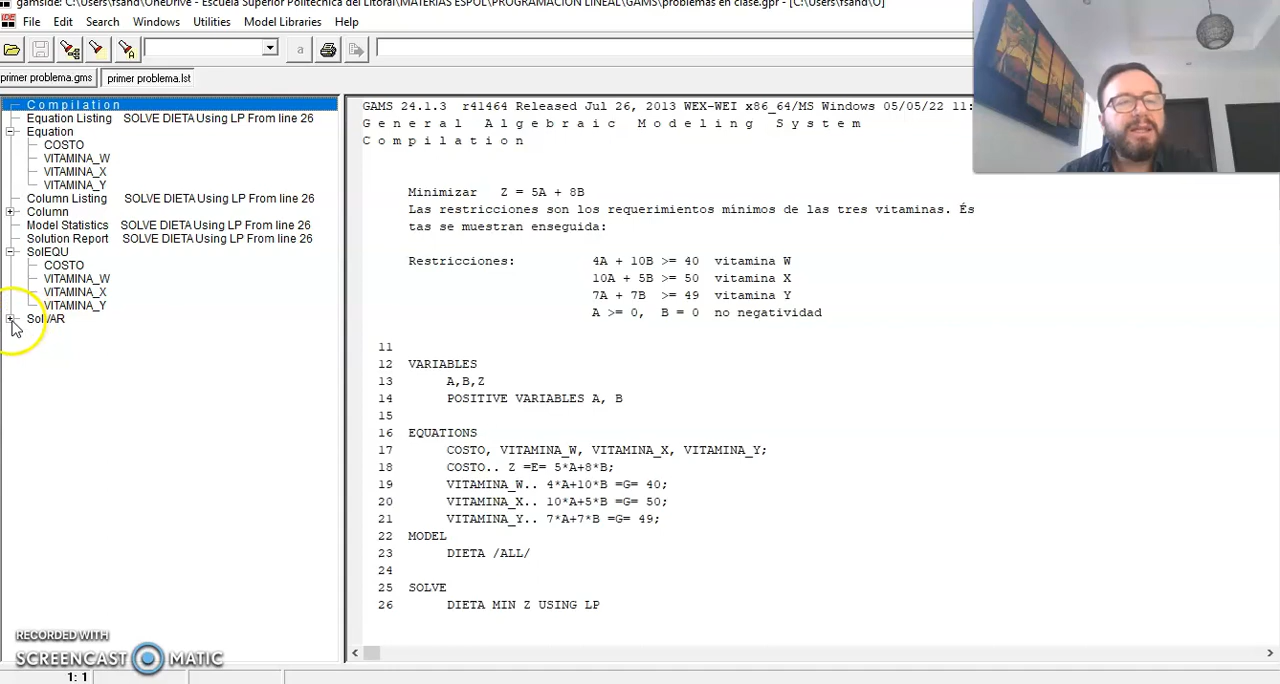 gamside: C:\Users\fsand\OneDrive - Escuela Superior Politecnica del Litoral\MATERIAS ESPOL\PROGRAMACION LINEAL\GAMS\problemas en clase.gpr - [C:\Users\fsand\O]
IDE File Edit Search Windows Utilities Model Libraries Help
a
primer problema.gms primer problema.lst
Compilation
Equation Listing SOLVE DIETA Using LP From line 26
Equation
COSTO
VITAMINA_W
VITAMINA_X
VITAMINA_Y
Column Listing SOLVE DIETA Using LP From line 26
Column
Model Statistics SOLVE DIETA Using LP From line 26
Solution Report SOLVE DIETA Using LP From line 26
SolEQU
COSTO
VITAMINA_W
VITAMINA_X
VITAMINA_Y
SolVAR
GAMS 24.1.3 r41464 Released Jul 26, 2013 WEX-WEI x86_64/MS Windows 05/05/22 11:
General Algebraic Modeling System
Compilation
Minimizar Z = 5A + 8B
Las restricciones son los requerimientos mínimos de las tres vitaminas. És
tas se muestran enseguida:
Restricciones: 4A + 10B >= 40 vitamina W
10A + 5B >= 50 vitamina X
7A + 7B >= 49 vitamina Y
A >= 0, B = 0 no negatividad
11
12 VARIABLES
13 A,B,Z
14 POSITIVE VARIABLES A, B
15
16 EQUATIONS
17 COSTO, VITAMINA_W, VITAMINA_X, VITAMINA_Y;
18 COSTO.. Z =E= 5*A+8*B;
19 VITAMINA_W.. 4*A+10*B =G= 40;
20 VITAMINA_X.. 10*A+5*B =G= 50;
21 VITAMINA_Y.. 7*A+7*B =G= 49;
22 MODEL
23 DIETA /ALL/
24
25 SOLVE
26 DIETA MIN Z USING LP
RECORDED WITH
SCREENCAST MATIC
1: 1